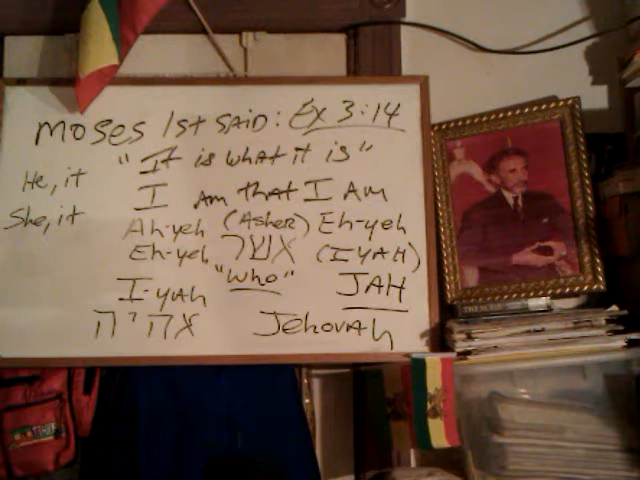 Moses 1st said: Ex 3:14
"It is what it is"
He, it
I am that I Am
She, it
Ah-yeh (Asher) Eh-yeh
Eh-yeh אשר (I YAH)
"Who"
I-yah JAH
אהיה Jehovah